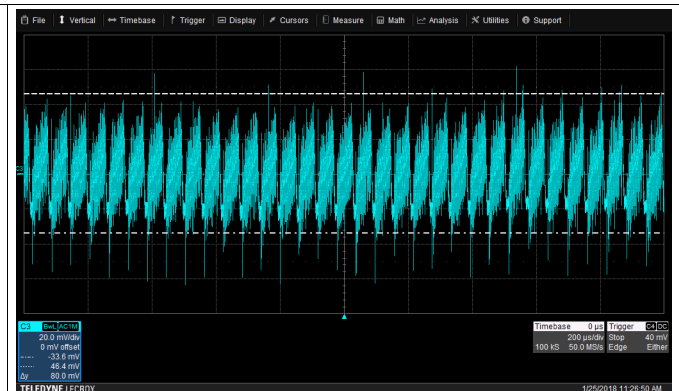 File Vertical Timebase Trigger Display Cursors Measure Math Analysis Utilities Support
C3
C3 BwL AC1M
20.0 mV/div
0 mV offset
-33.6 mV
46.4 mV
Δy 80.0 mV
Timebase 0 µs
200 µs/div
100 kS 50.0 MS/s
Trigger C4 DC
Stop 40 mV
Edge Either
TELEDYNE LECROY
1/25/2018 11:26:50 AM